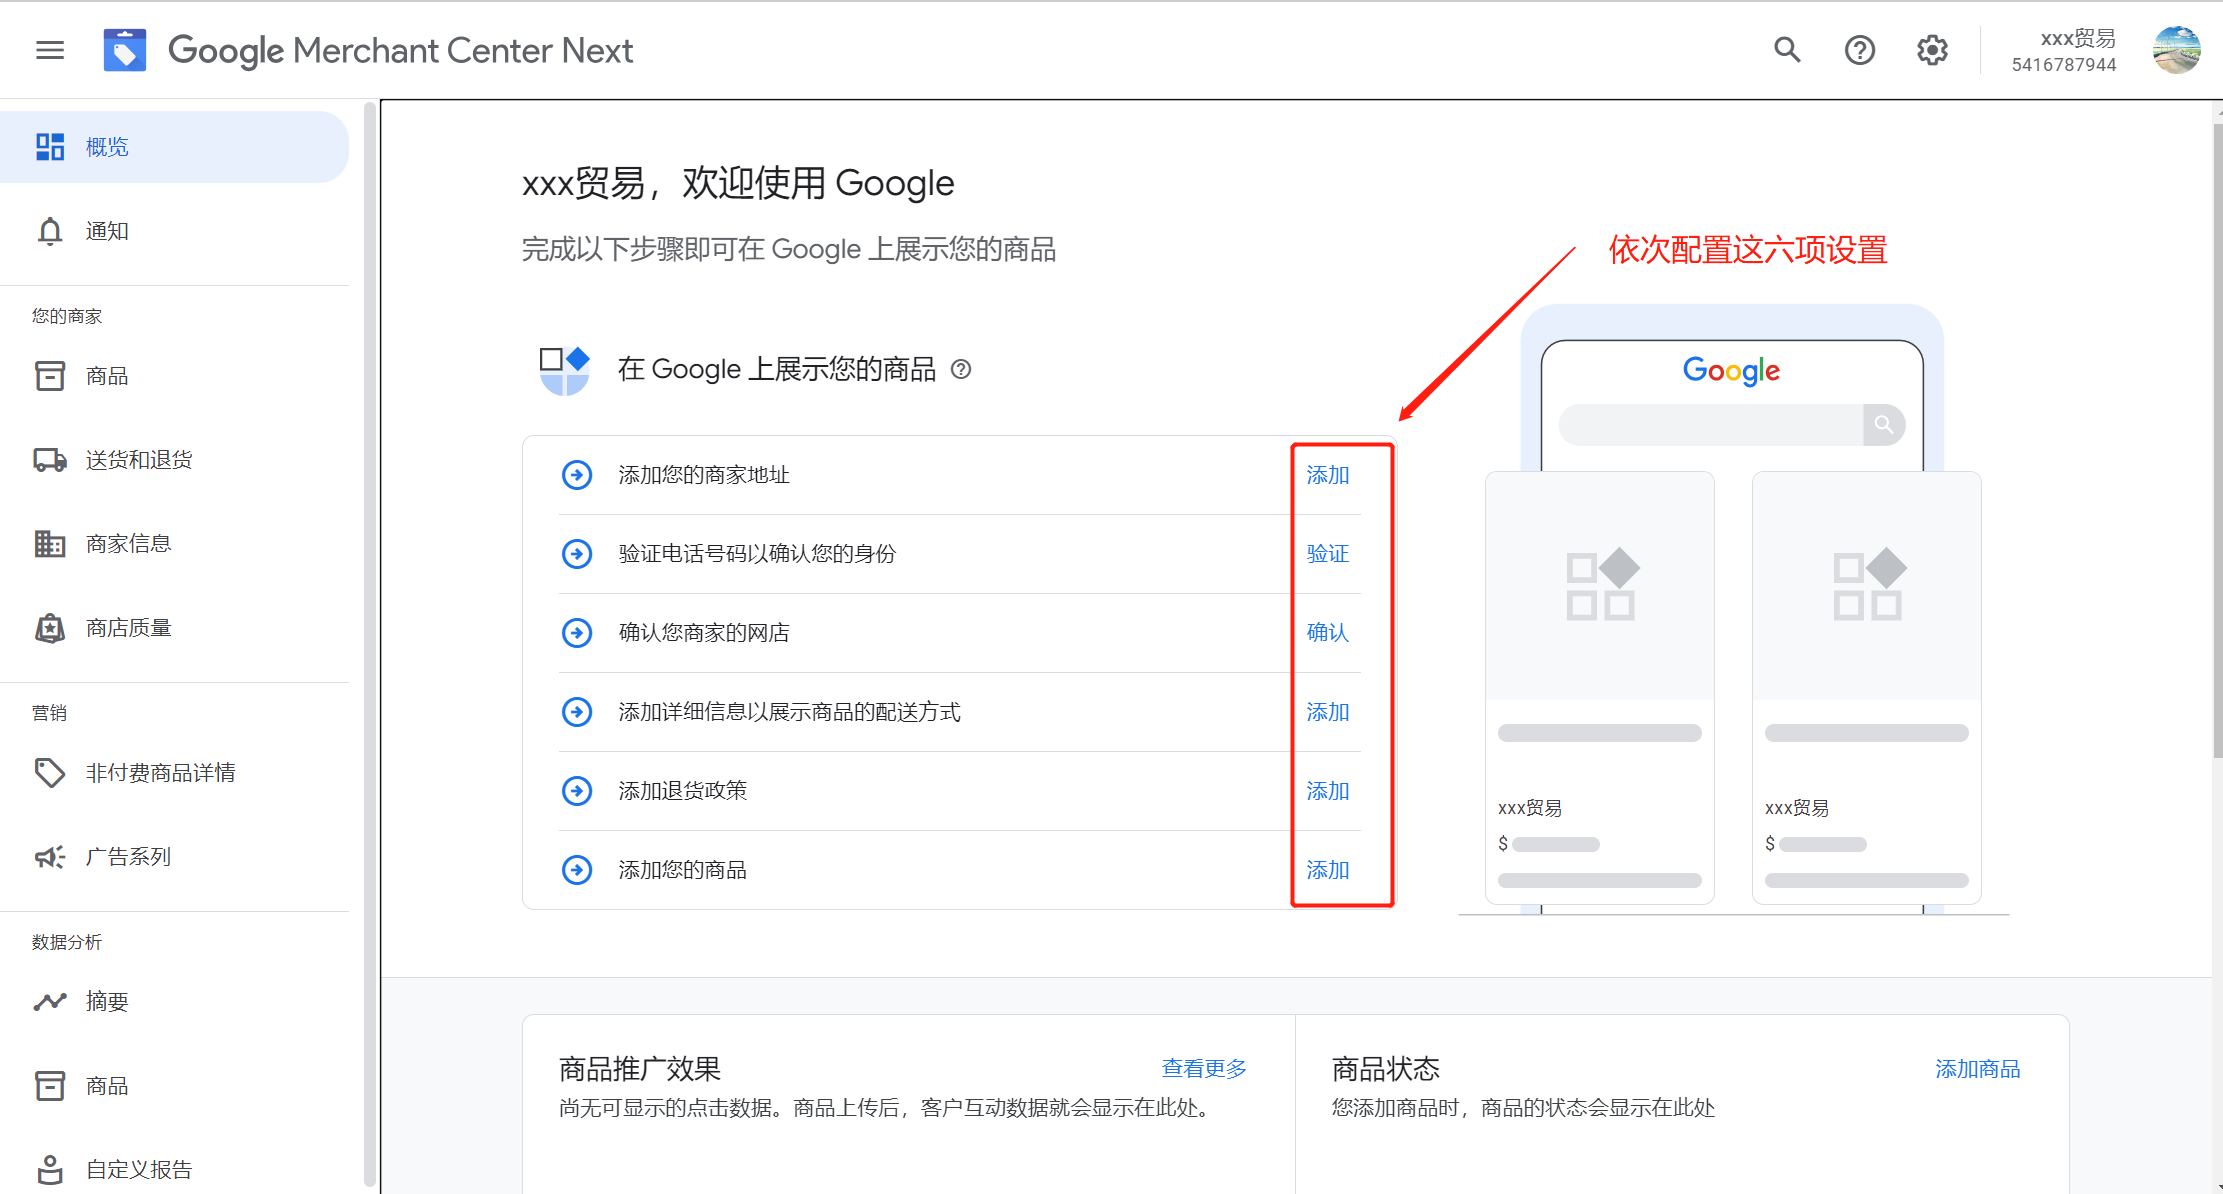 Google Merchant Center Next
xxx贸易
5416787944
概览
通知
您的商家
商品
送货和退货
商家信息
商店质量
营销
非付费商品详情
广告系列
数据分析
摘要
商品
自定义报告
xxx贸易，欢迎使用 Google
完成以下步骤即可在 Google 上展示您的商品
依次配置这六项设置
在 Google 上展示您的商品
添加您的商家地址 添加
验证电话号码以确认您的身份 验证
确认您商家的网店 确认
添加详细信息以展示商品的配送方式 添加
添加退货政策 添加
添加您的商品 添加
Google
xxx贸易
$
xxx贸易
$
商品推广效果 查看更多
尚无可显示的点击数据。商品上传后，客户互动数据就会显示在此处。
商品状态 添加商品
您添加商品时，商品的状态会显示在此处